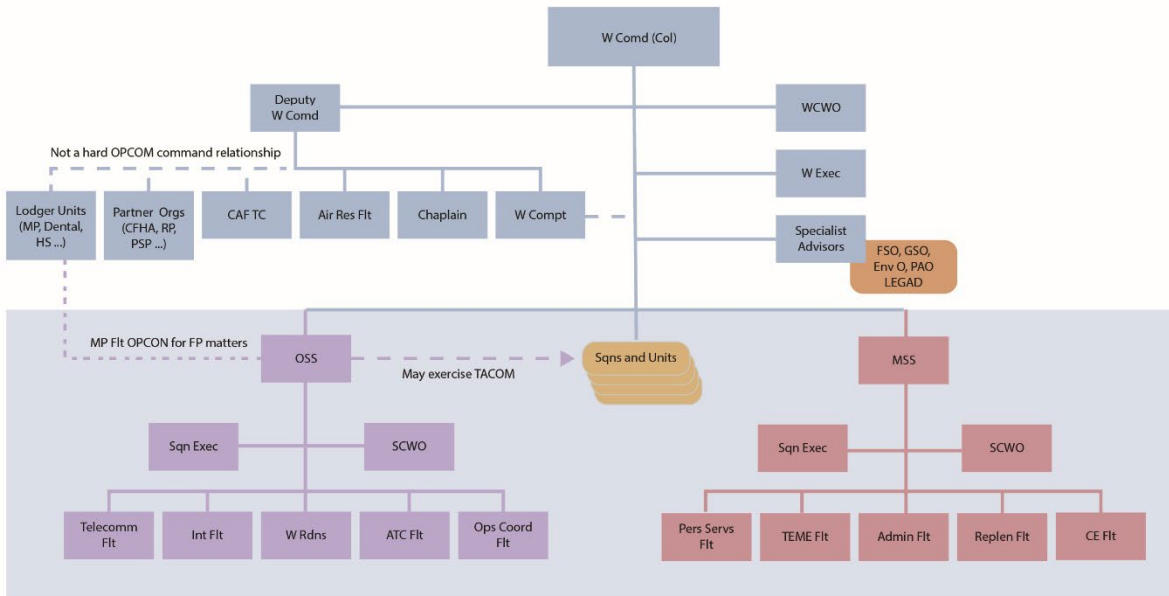 W Comd (Col)
Deputy
W Comd
WCWO
Not a hard OPCOM command relationship
W Exec
Lodger Units
(MP, Dental,
HS ...)
Partner Orgs
(CFHA, RP,
PSP ...)
CAF TC
Air Res Flt
Chaplain
W Compt
Specialist
Advisors
FSO, GSO,
Env O, PAO
LEGAD
MP Flt OPCON for FP matters
OSS
May exercise TACOM
Sqns and Units
MSS
Sqn Exec
SCWO
Sqn Exec
SCWO
Telecomm
Flt
Int Flt
W Rdns
ATC Flt
Ops Coord
Flt
Pers Servs
Flt
TEME Flt
Admin Flt
Replen Flt
CE Flt